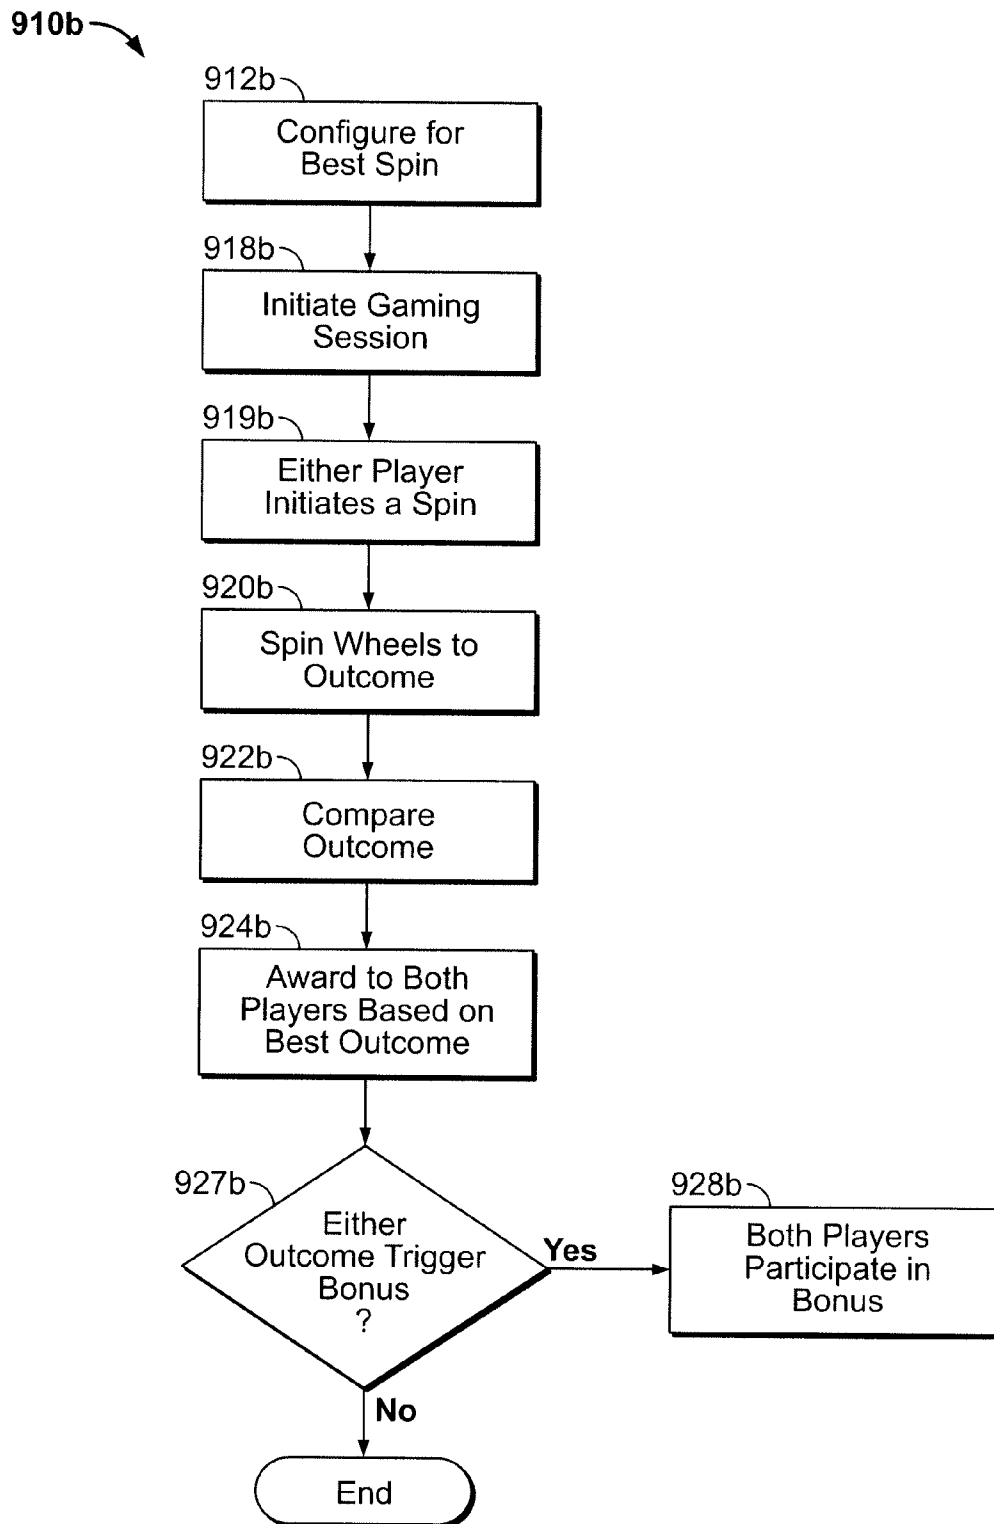 910b
912b
Configure for
Best Spin
918b
Initiate Gaming
Session
919b
Either Player
Initiates a Spin
920b
Spin Wheels to
Outcome
922b
Compare
Outcome
924b
Award to Both
Players Based on
Best Outcome
927b
Either
Outcome Trigger
Bonus
?
Yes
928b
Both Players
Participate in
Bonus
No
End